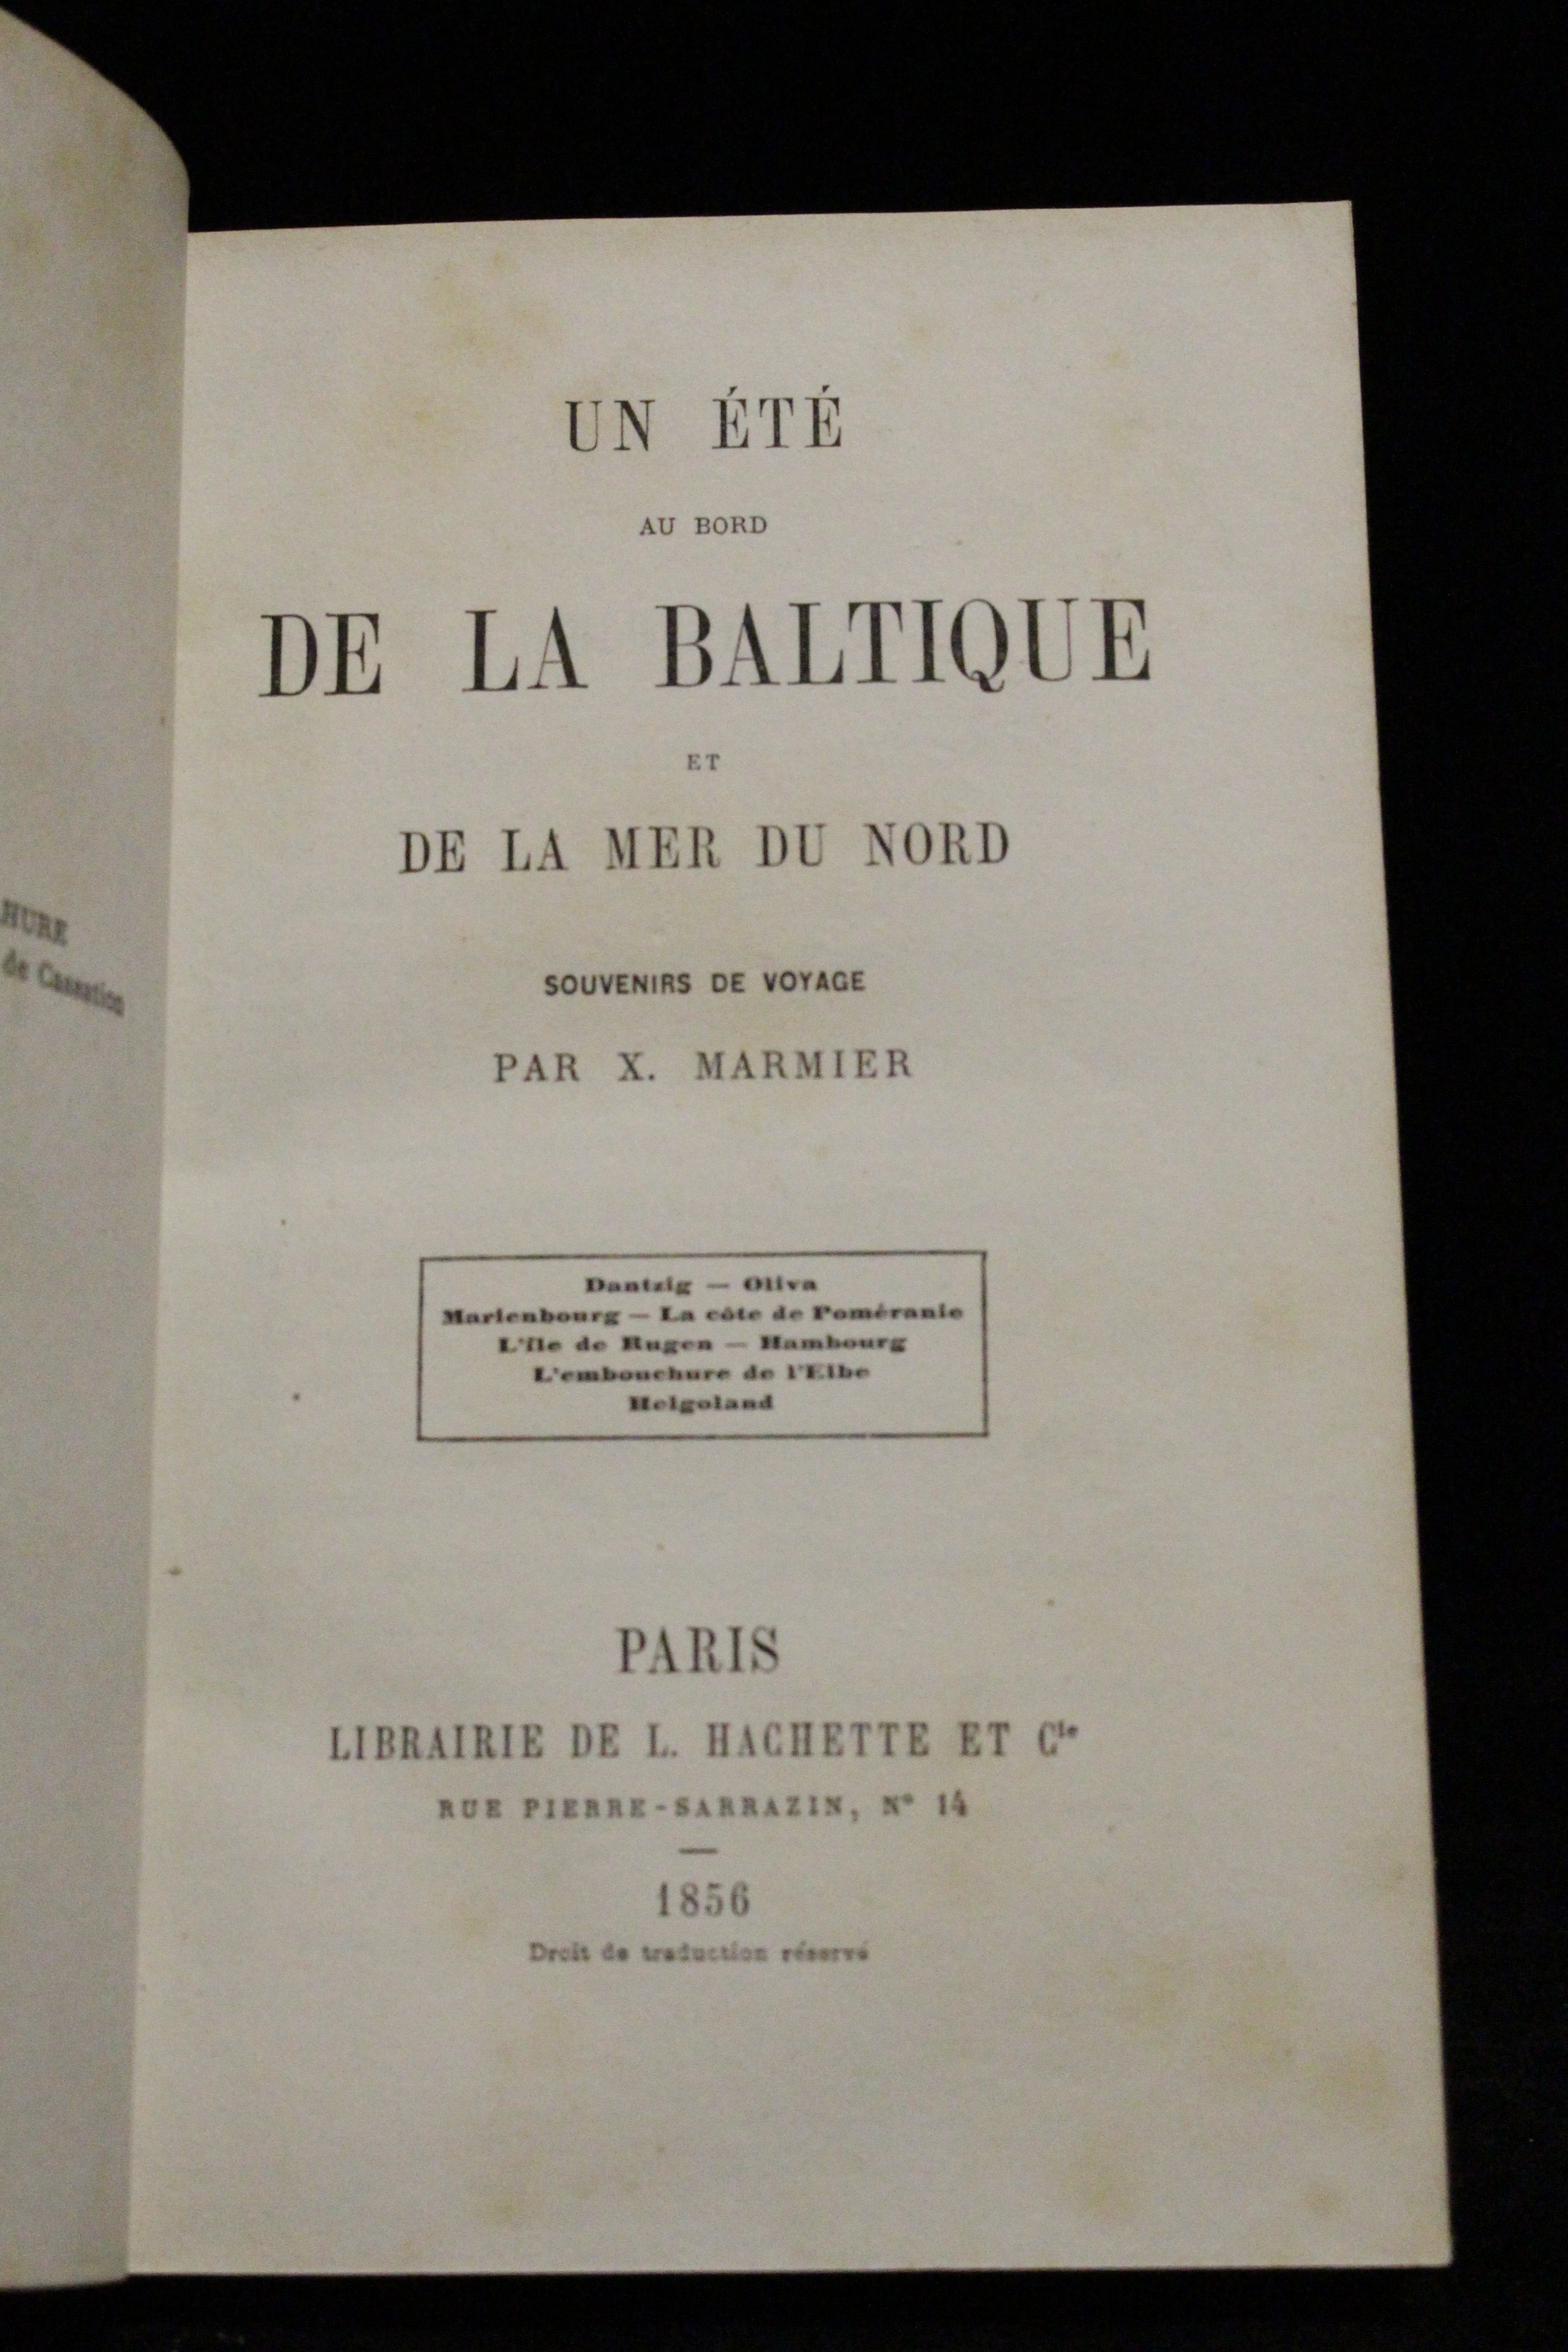 HURE
de Cassation
UN ÉTÉ
AU BORD
DE LA BALTIQUE
ET
DE LA MER DU NORD
SOUVENIRS DE VOYAGE
PAR X. MARMIER
Dantzig — Oliva
Marienbourg — La côte de Poméranie
L'île de Rugen — Hambourg
L'embouchure de l'Elbe
Helgoland
PARIS
LIBRAIRIE DE L. HACHETTE ET Cie
RUE PIERRE-SARRAZIN, N° 14
1856
Droit de traduction réservé